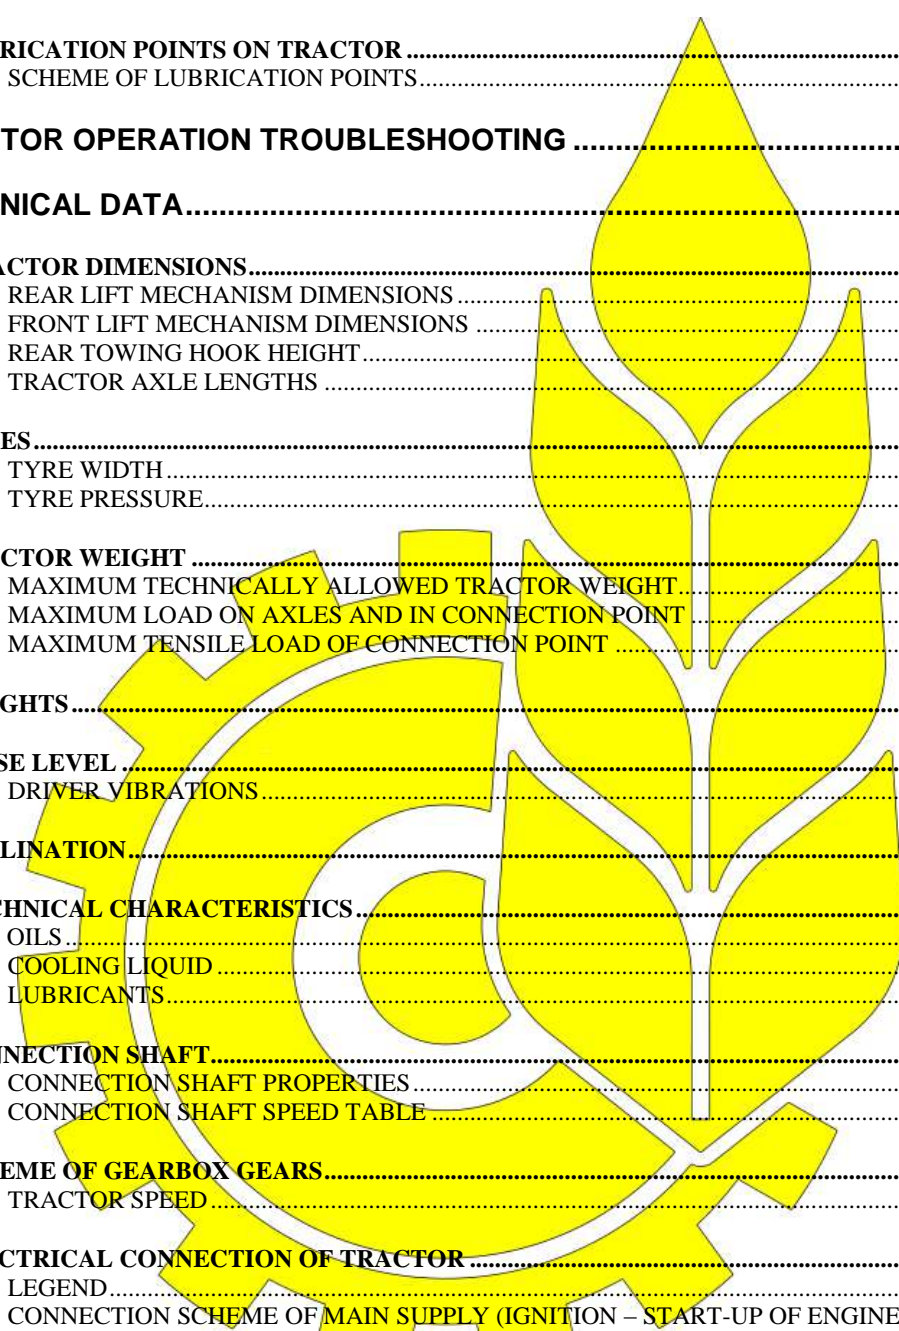 RICATION POINTS ON TRACTOR
SCHEME OF LUBRICATION POINTS
TOR OPERATION TROUBLESHOOTING
NICAL DATA
ACTOR DIMENSIONS
REAR LIFT MECHANISM DIMENSIONS
FRONT LIFT MECHANISM DIMENSIONS
REAR TOWING HOOK HEIGHT
TRACTOR AXLE LENGTHS
ES
TYRE WIDTH
TYRE PRESSURE
CTOR WEIGHT
MAXIMUM TECHNICALLY ALLOWED TRACTOR WEIGHT
MAXIMUM LOAD ON AXLES AND IN CONNECTION POINT
MAXIMUM TENSILE LOAD OF CONNECTION POINT
GHTS
SE LEVEL
DRIVER VIBRATIONS
LINATION
CHNICAL CHARACTERISTICS
OILS
COOLING LIQUID
LUBRICANTS
NNECTION SHAFT
CONNECTION SHAFT PROPERTIES
CONNECTION SHAFT SPEED TABLE
EME OF GEARBOX GEARS
TRACTOR SPEED
CTRICAL CONNECTION OF TRACTOR
LEGEND
CONNECTION SCHEME OF MAIN SUPPLY (IGNITION – START-UP OF ENGINE